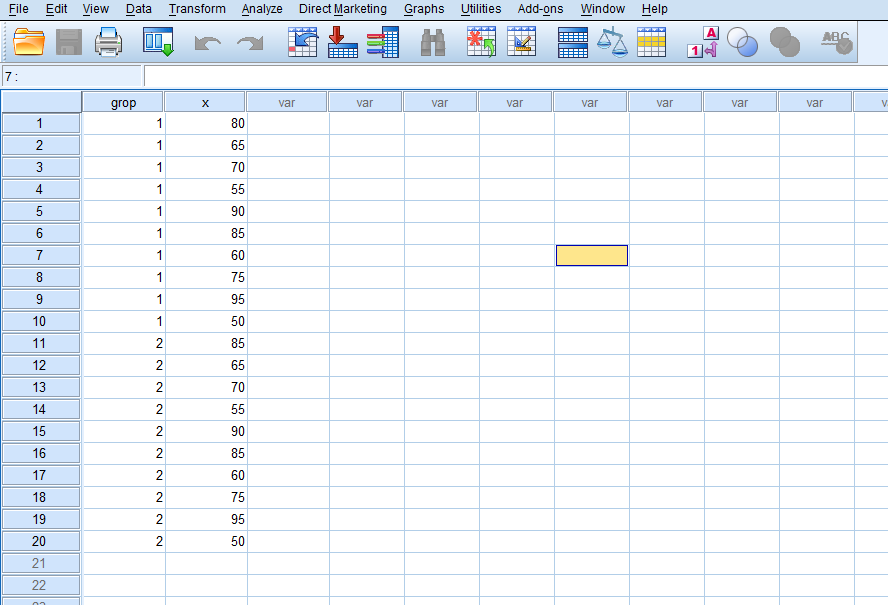 File Edit View Data Transform Analyze Direct Marketing Graphs Utilities Add-ons Window Help
A
1 4
ABC
7 :
grop x var var var var var var var var
1 1 80
2 1 65
3 1 70
4 1 55
5 1 90
6 1 85
7 1 60
8 1 75
9 1 95
10 1 50
11 2 85
12 2 65
13 2 70
14 2 55
15 2 90
16 2 85
17 2 60
18 2 75
19 2 95
20 2 50
21
22